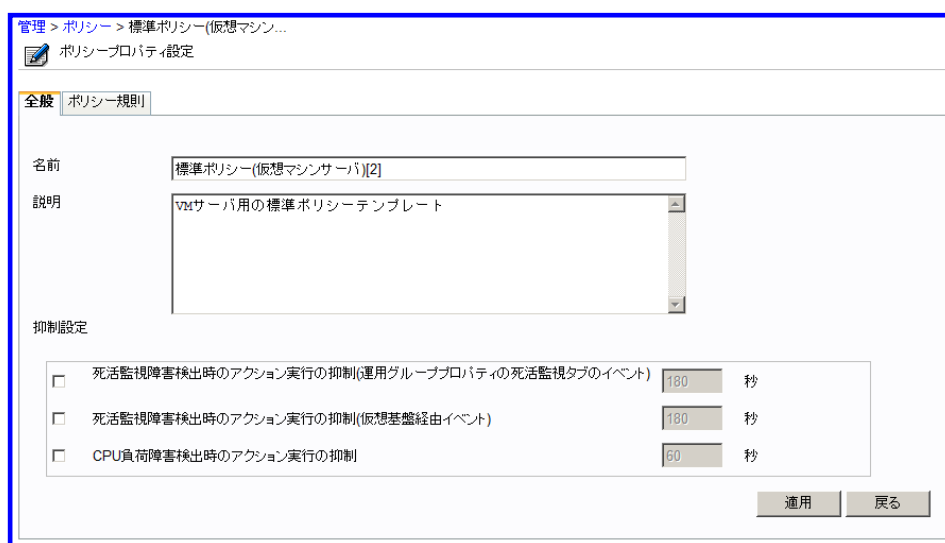 管理 > ポリシー > 標準ポリシー(仮想マシン...
ポリシープロパティ設定
全般 ポリシー規則
名前 標準ポリシー(仮想マシンサーバ)[2]
説明 VMサーバ用の標準ポリシーテンプレート
抑制設定
死活監視障害検出時のアクション実行の抑制(運用グループプロパティの死活監視タブのイベント) 180 秒
死活監視障害検出時のアクション実行の抑制(仮想基盤経由イベント) 180 秒
CPU負荷障害検出時のアクション実行の抑制 60 秒
適用 戻る